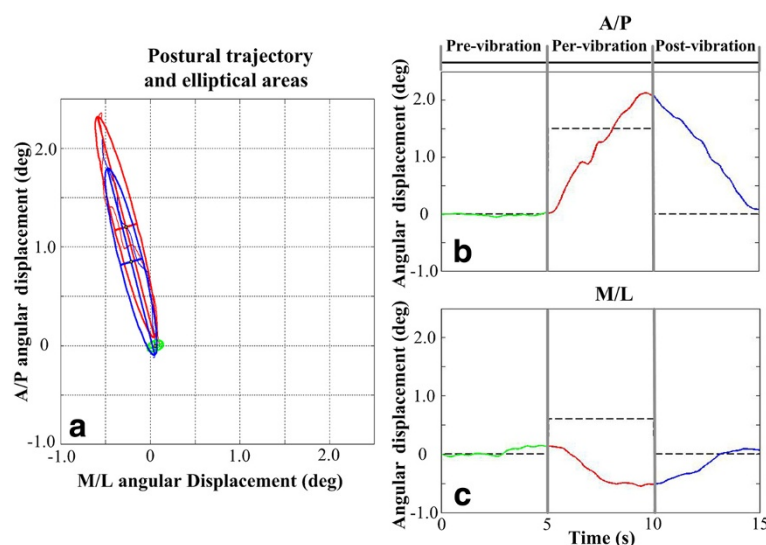 Postural trajectory
and elliptical areas
A/P angular displacement (deg)
2.0
1.0
0
-1.0
a
-1.0
0
1.0
2.0
M/L angular Displacement (deg)
A/P
Pre-vibration
Per-vibration
Post-vibration
Angular displacement (deg)
2.0
1.0
0
-1.0
b
M/L
Angular displacement (deg)
2.0
1.0
0
-1.0
c
0
5
10
15
Time (s)